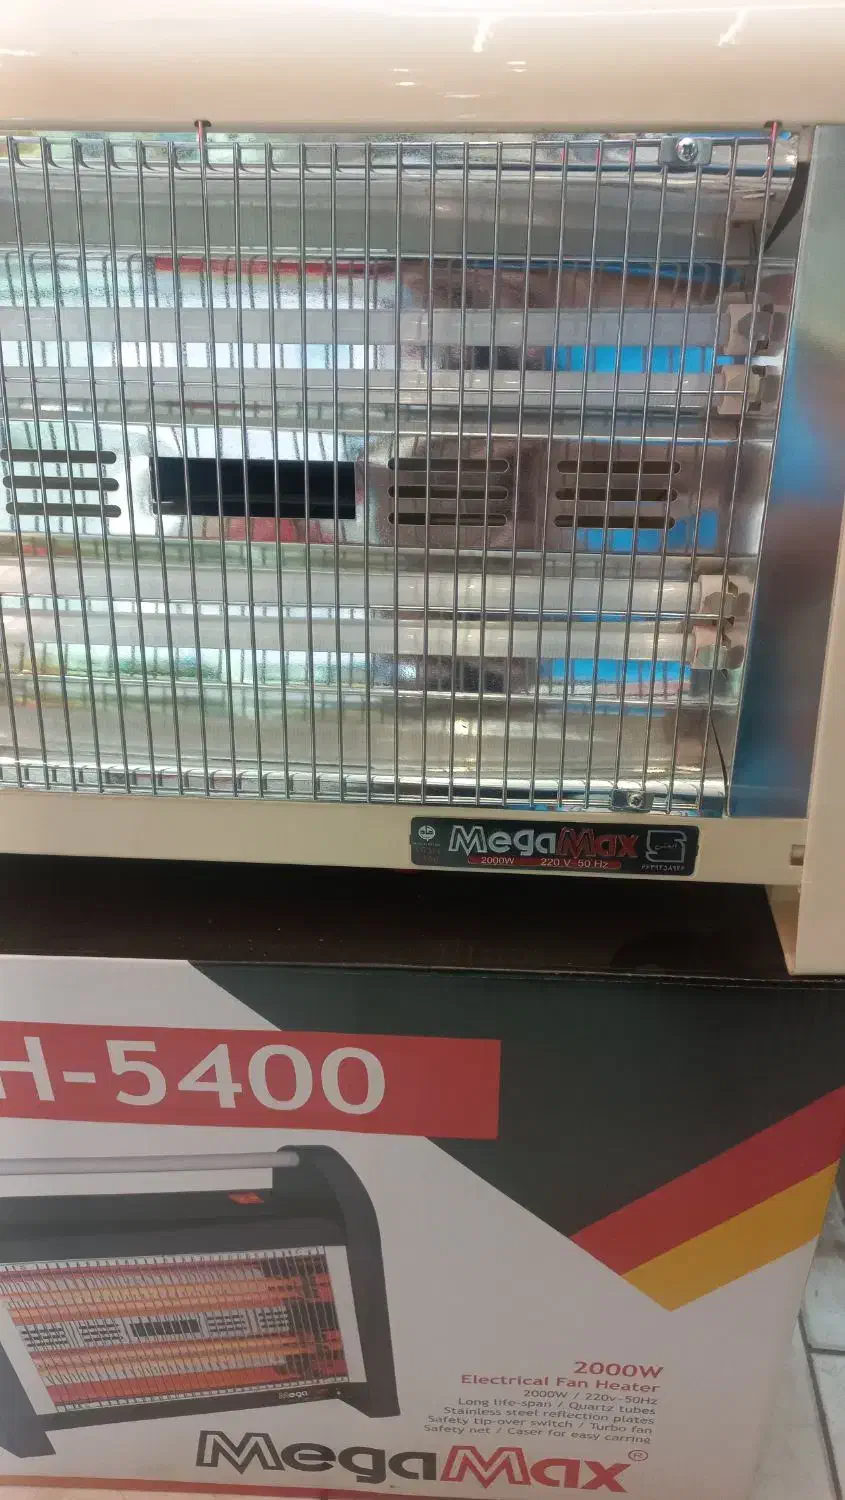 MegaMax
2000W 220 V 50 Hz
H-5400
Mega
2000W
Electrical Fan Heater
2000W / 220v-50Hz
Long life-span / Quartz tubes
Stainless steel reflection plates
Safety tip-over switch / Turbo fan
Safety net / Caser for easy carring
MegaMax®